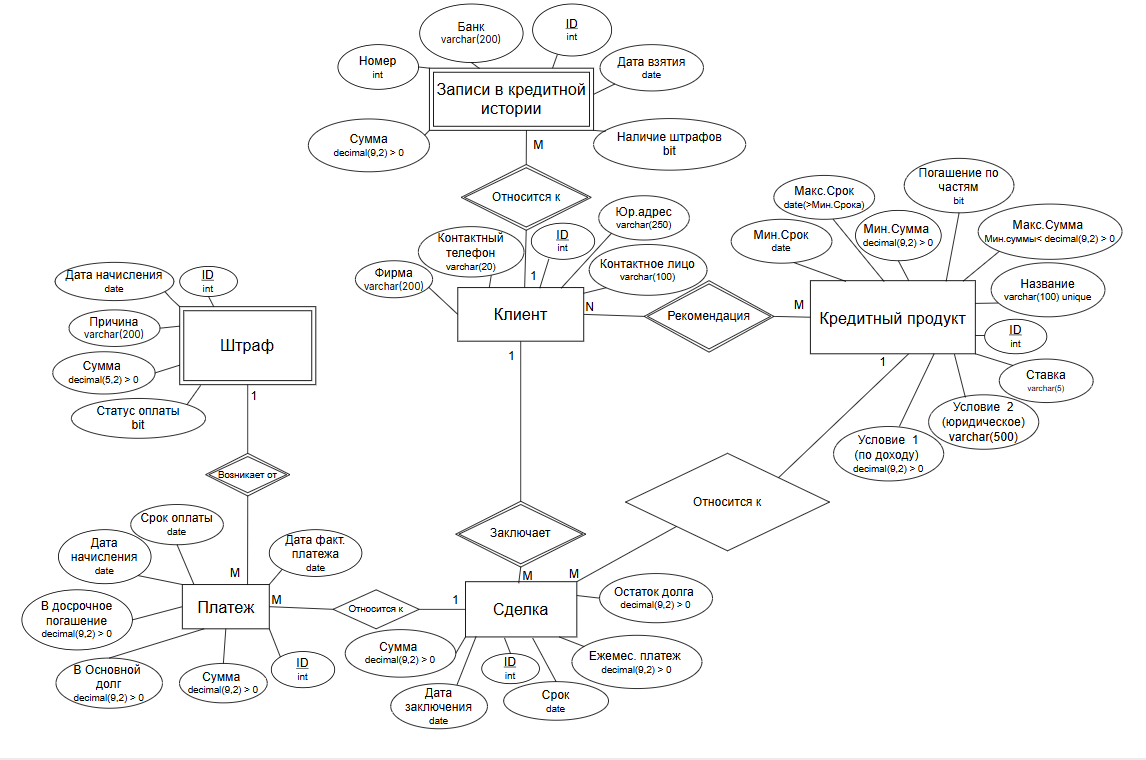 Банк
varchar(200)
ID
int
Номер
int
Дата взятия
date
Записи в кредитной
истории
Сумма
decimal(9,2) > 0
Наличие штрафов
bit
M
Относится к
1
Контактный
телефон
varchar(20)
ID
int
Юр.адрес
varchar(250)
Фирма
varchar(200)
Контактное лицо
varchar(100)
Клиент
N
Рекомендация
M
1
Макс.Срок
date(>Мин.Срока)
Погашение по
частям
bit
Мин.Срок
date
Мин.Сумма
decimal(9,2) > 0
Макс.Сумма
Мин.суммы< decimal(9,2) > 0
Название
varchar(100) unique
Кредитный продукт
ID
int
Ставка
varchar(5)
1
Условие 2
(юридическое)
varchar(500)
Условие 1
(по доходу)
decimal(9,2) > 0
Дата начисления
date
ID
int
Причина
varchar(200)
Штраф
Сумма
decimal(5,2) > 0
Статус оплаты
bit
1
Возникает от
M
Относится к
Заключает
M
M
Срок оплаты
date
Дата
начисления
date
Дата факт.
платежа
date
В досрочное
погашение
decimal(9,2) > 0
Платеж
M
Относится к
1
Сделка
Остаток долга
decimal(9,2) > 0
В Основной
долг
decimal(9,2) > 0
Сумма
decimal(9,2) > 0
ID
int
Сумма
decimal(9,2) > 0
ID
int
Ежемес. платеж
decimal(9,2) > 0
Дата
заключения
date
Срок
date